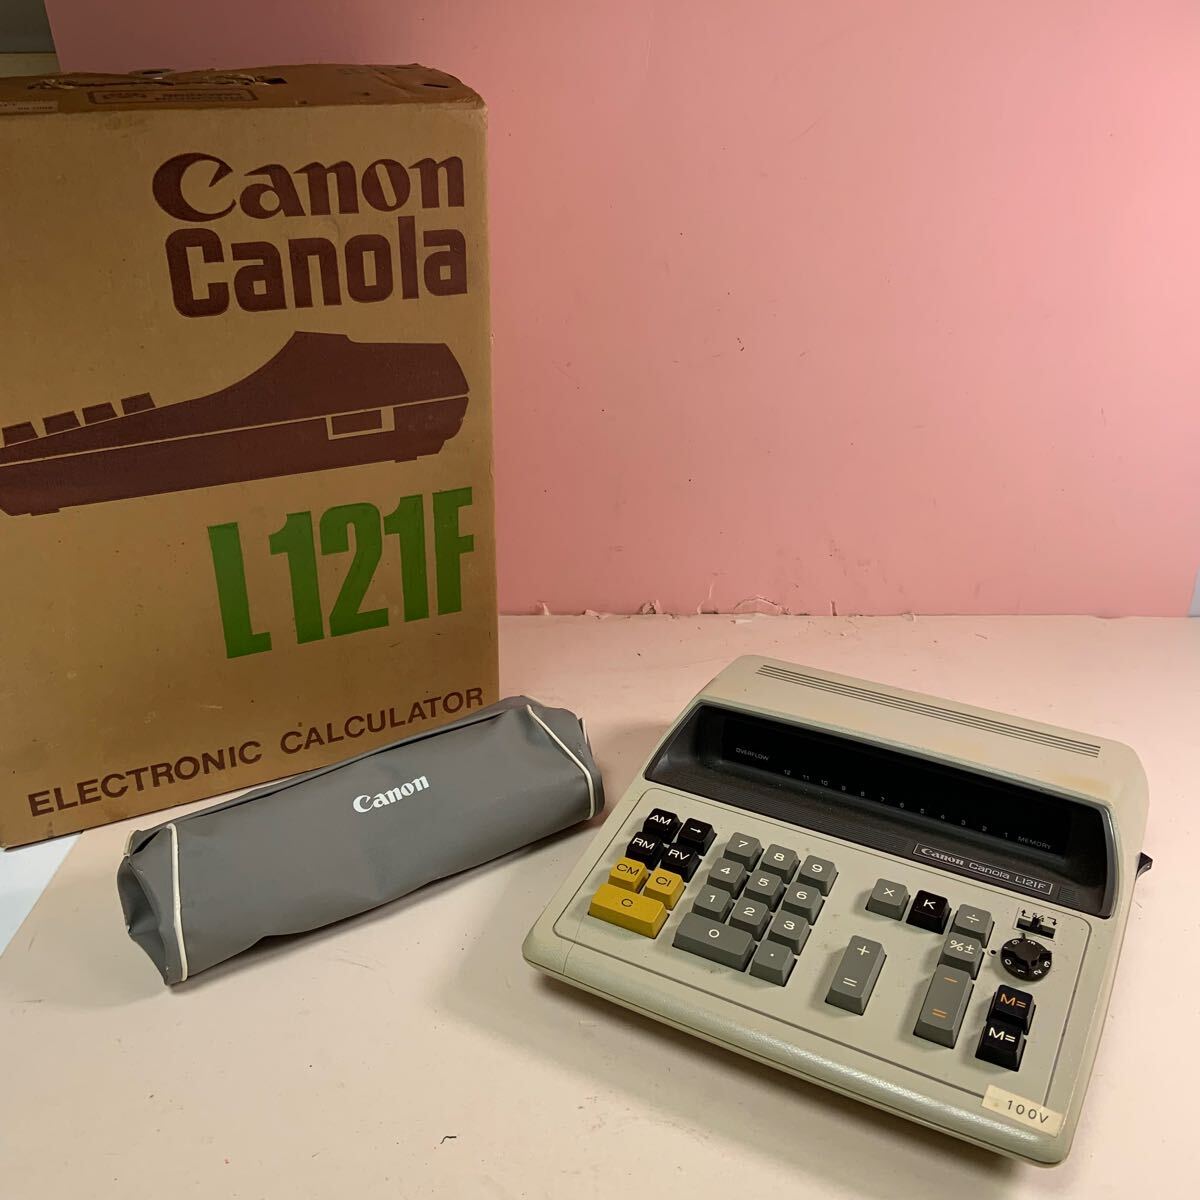 Canon
Canola
L121F
ELECTRONIC CALCULATOR
Canon
OVERFLOW 12 11 10 9 8 7 6 5 4 3 2 1 MEMORY
Canon Canola L121F
AM →
RM RV
CM CI
C
7 8 9
4 5 6
1 2 3
0 ·
× K ÷
%±
+
=
−
=
M=
M=
100V